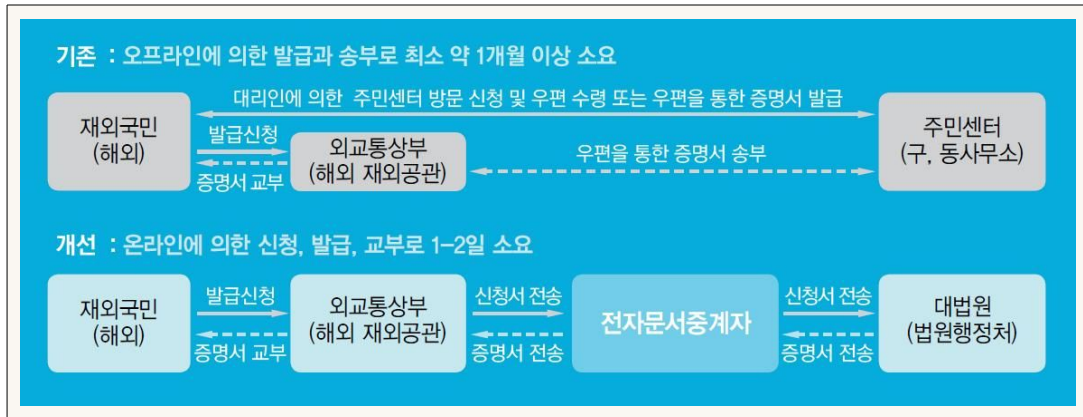 기존 : 오프라인에 의한 발급과 송부로 최소 약 1개월 이상 소요
대리인에 의한 주민센터 방문 신청 및 우편 수령 또는 우편을 통한 증명서 발급
재외국민
(해외)
발급신청
증명서 교부
외교통상부
(해외 재외공관)
우편을 통한 증명서 송부
주민센터
(구, 동사무소)
개선 : 온라인에 의한 신청, 발급, 교부로 1-2일 소요
재외국민
(해외)
발급신청
증명서 교부
외교통상부
(해외 재외공관)
신청서 전송
증명서 전송
전자문서중계자
신청서 전송
증명서 전송
대법원
(법원행정처)